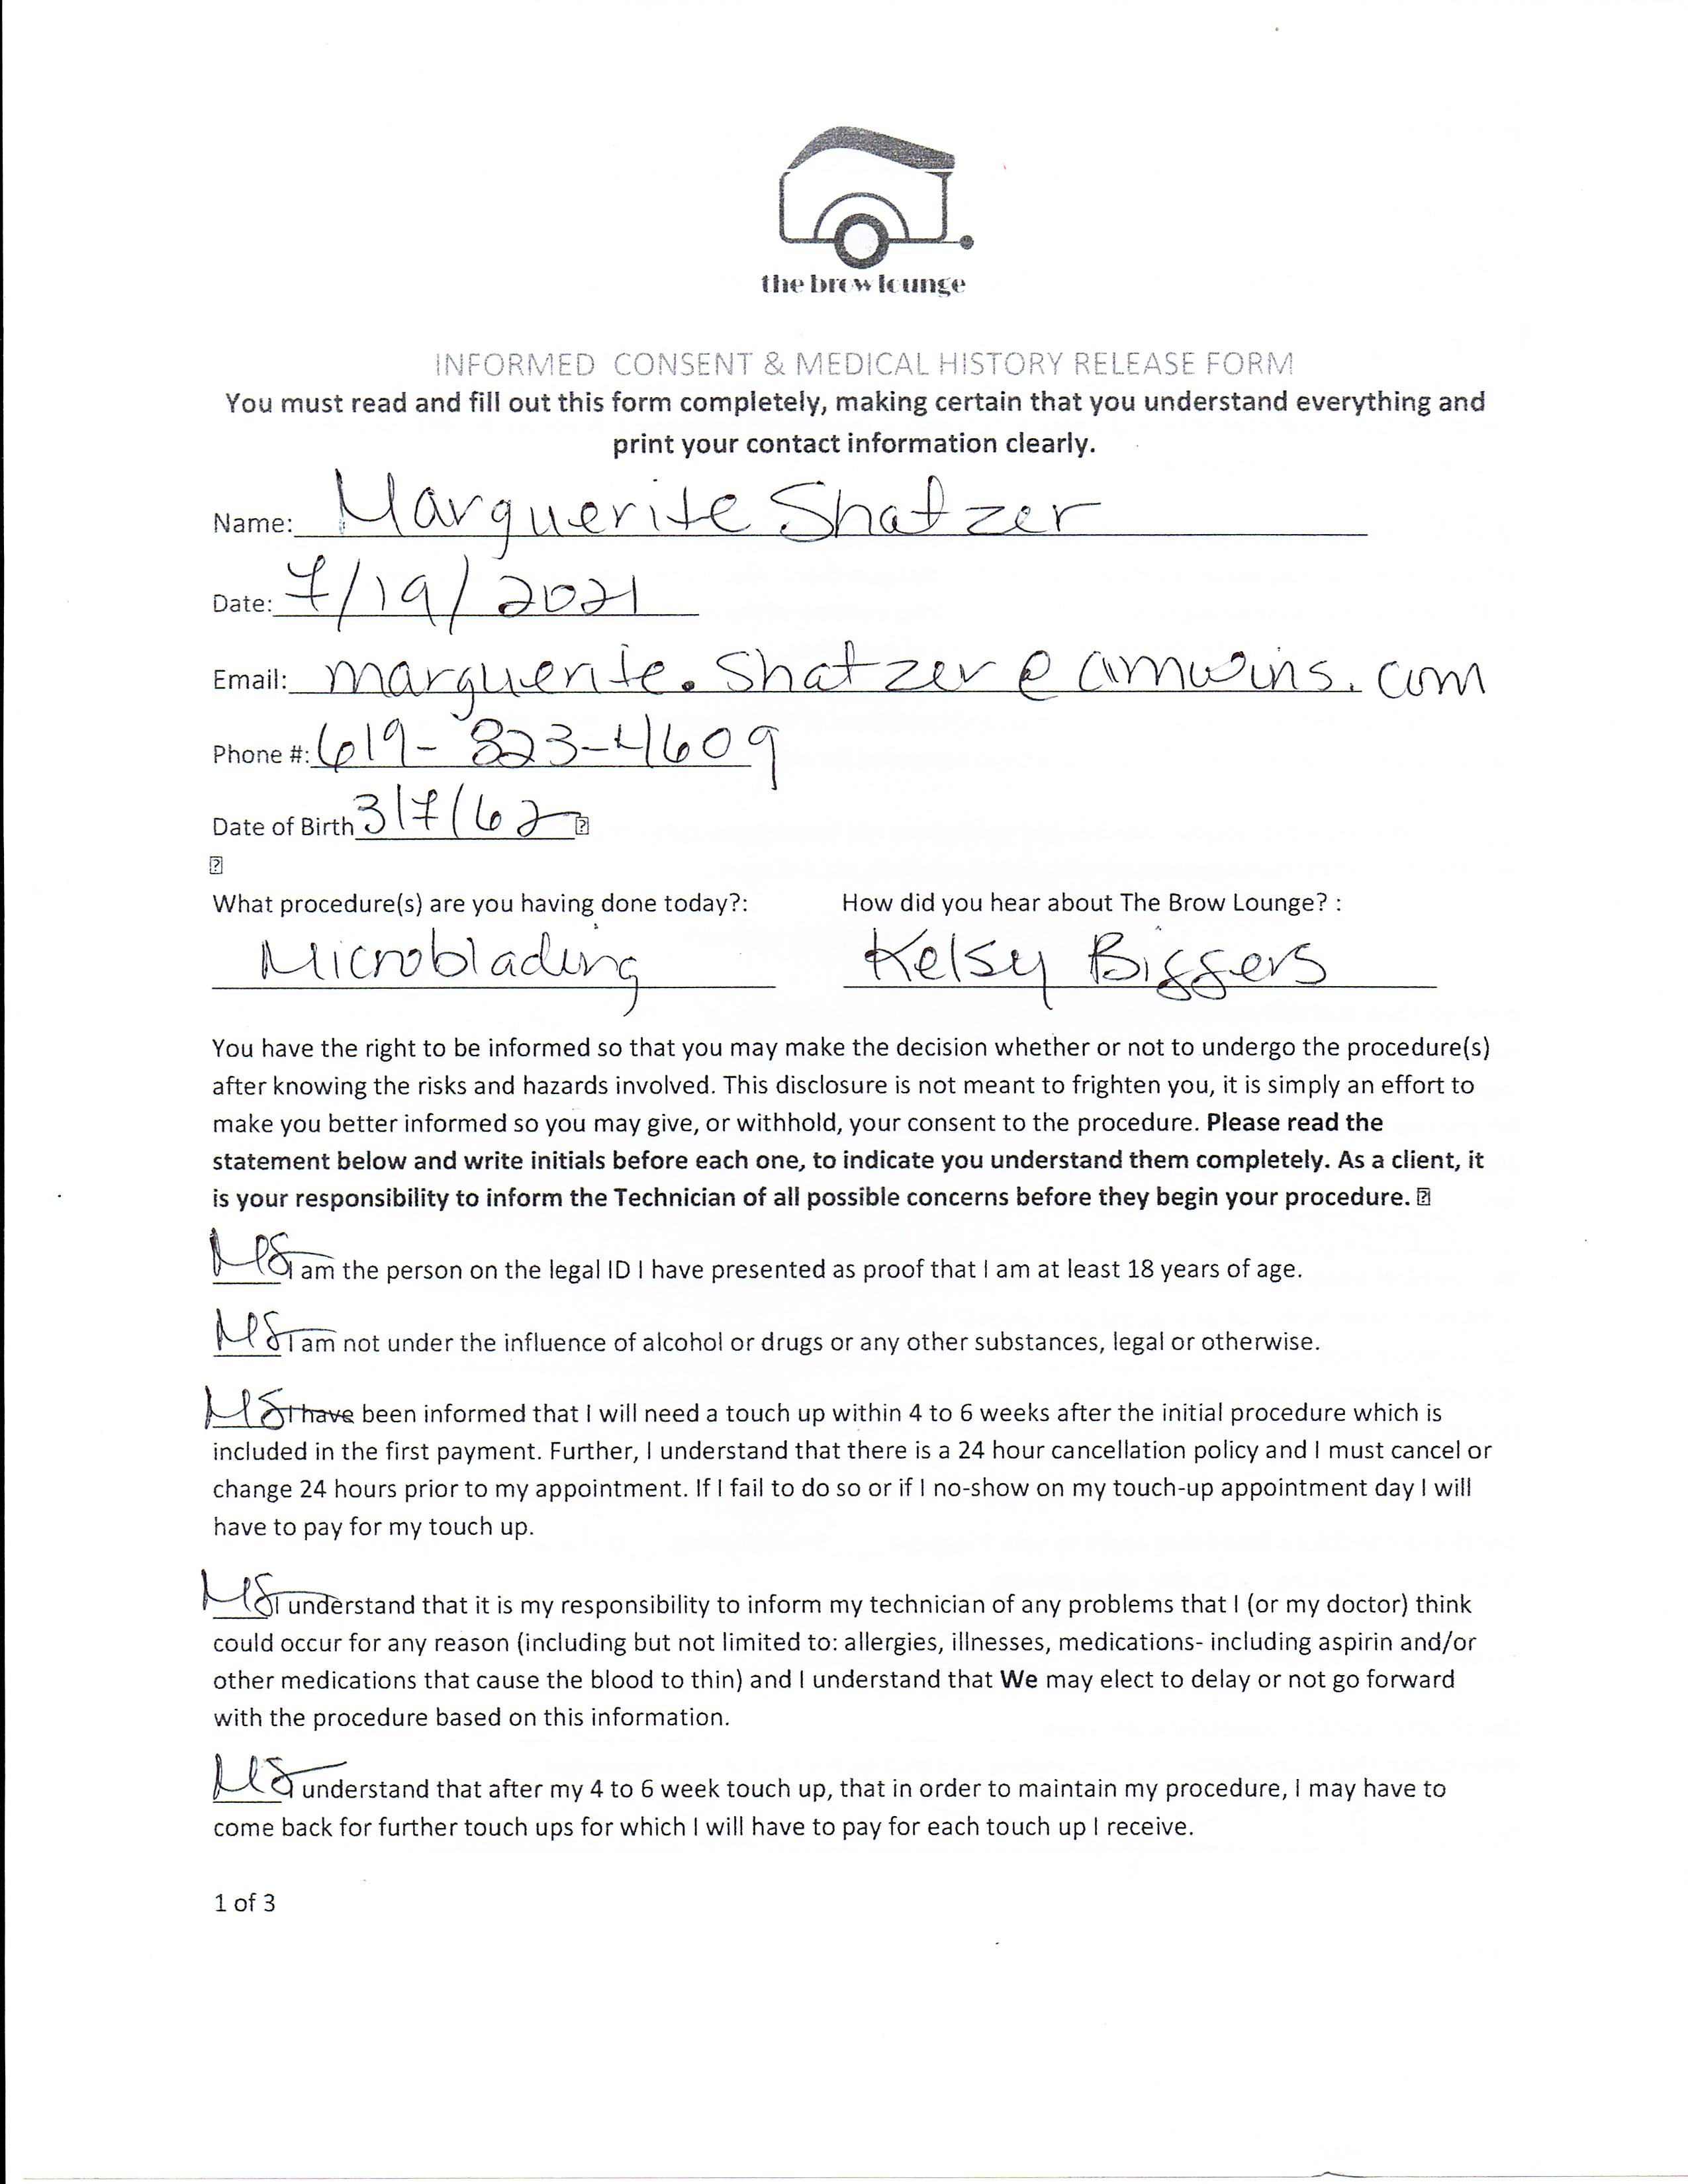 the brow lounge
INFORMED CONSENT & MEDICAL HISTORY RELEASE FORM
You must read and fill out this form completely, making certain that you understand everything and
print your contact information clearly.
Name: Marguerite Shatzer
Date: 7/19/2021
Email: marguerite.shatzer@amwins.com
Phone #: 619-823-4609
Date of Birth 3/7/62
What procedure(s) are you having done today?: How did you hear about The Brow Lounge? :
Microblading Kelsy Biggers
You have the right to be informed so that you may make the decision whether or not to undergo the procedure(s)
after knowing the risks and hazards involved. This disclosure is not meant to frighten you, it is simply an effort to
make you better informed so you may give, or withhold, your consent to the procedure. Please read the
statement below and write initials before each one, to indicate you understand them completely. As a client, it
is your responsibility to inform the Technician of all possible concerns before they begin your procedure.
MS I am the person on the legal ID I have presented as proof that I am at least 18 years of age.
MS I am not under the influence of alcohol or drugs or any other substances, legal or otherwise.
MS I have been informed that I will need a touch up within 4 to 6 weeks after the initial procedure which is
included in the first payment. Further, I understand that there is a 24 hour cancellation policy and I must cancel or
change 24 hours prior to my appointment. If I fail to do so or if I no-show on my touch-up appointment day I will
have to pay for my touch up.
MS I understand that it is my responsibility to inform my technician of any problems that I (or my doctor) think
could occur for any reason (including but not limited to: allergies, illnesses, medications- including aspirin and/or
other medications that cause the blood to thin) and I understand that We may elect to delay or not go forward
with the procedure based on this information.
MS I understand that after my 4 to 6 week touch up, that in order to maintain my procedure, I may have to
come back for further touch ups for which I will have to pay for each touch up I receive.
1 of 3